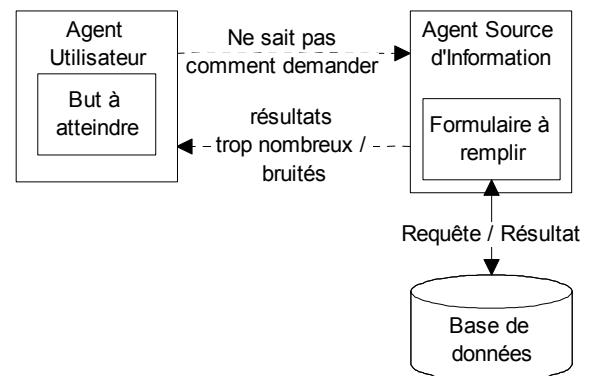 Agent
Utilisateur
But à
atteindre
Ne sait pas
comment demander
résultats
trop nombreux /
bruités
Agent Source
d'Information
Formulaire à
remplir
Requête / Résultat
Base de
données